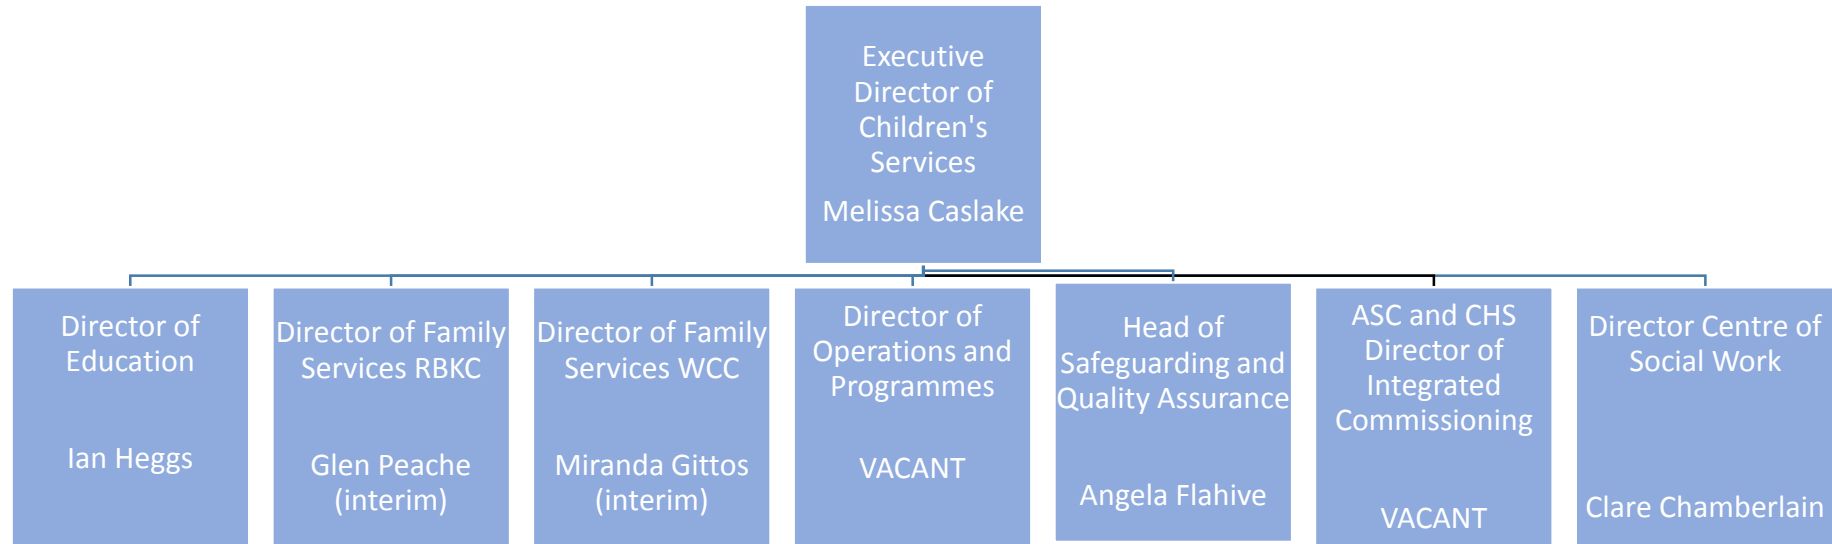 Executive
Director of
Children's
Services
Melissa Caslake
Director of
Education
Ian Heggs
Director of Family
Services RBKC
Glen Peache
(interim)
Director of Family
Services WCC
Miranda Gittos
(interim)
Director of
Operations and
Programmes
VACANT
Head of
Safeguarding and
Quality Assurance
Angela Flahive
ASC and CHS
Director of
Integrated
Commissioning
VACANT
Director Centre of
Social Work
Clare Chamberlain